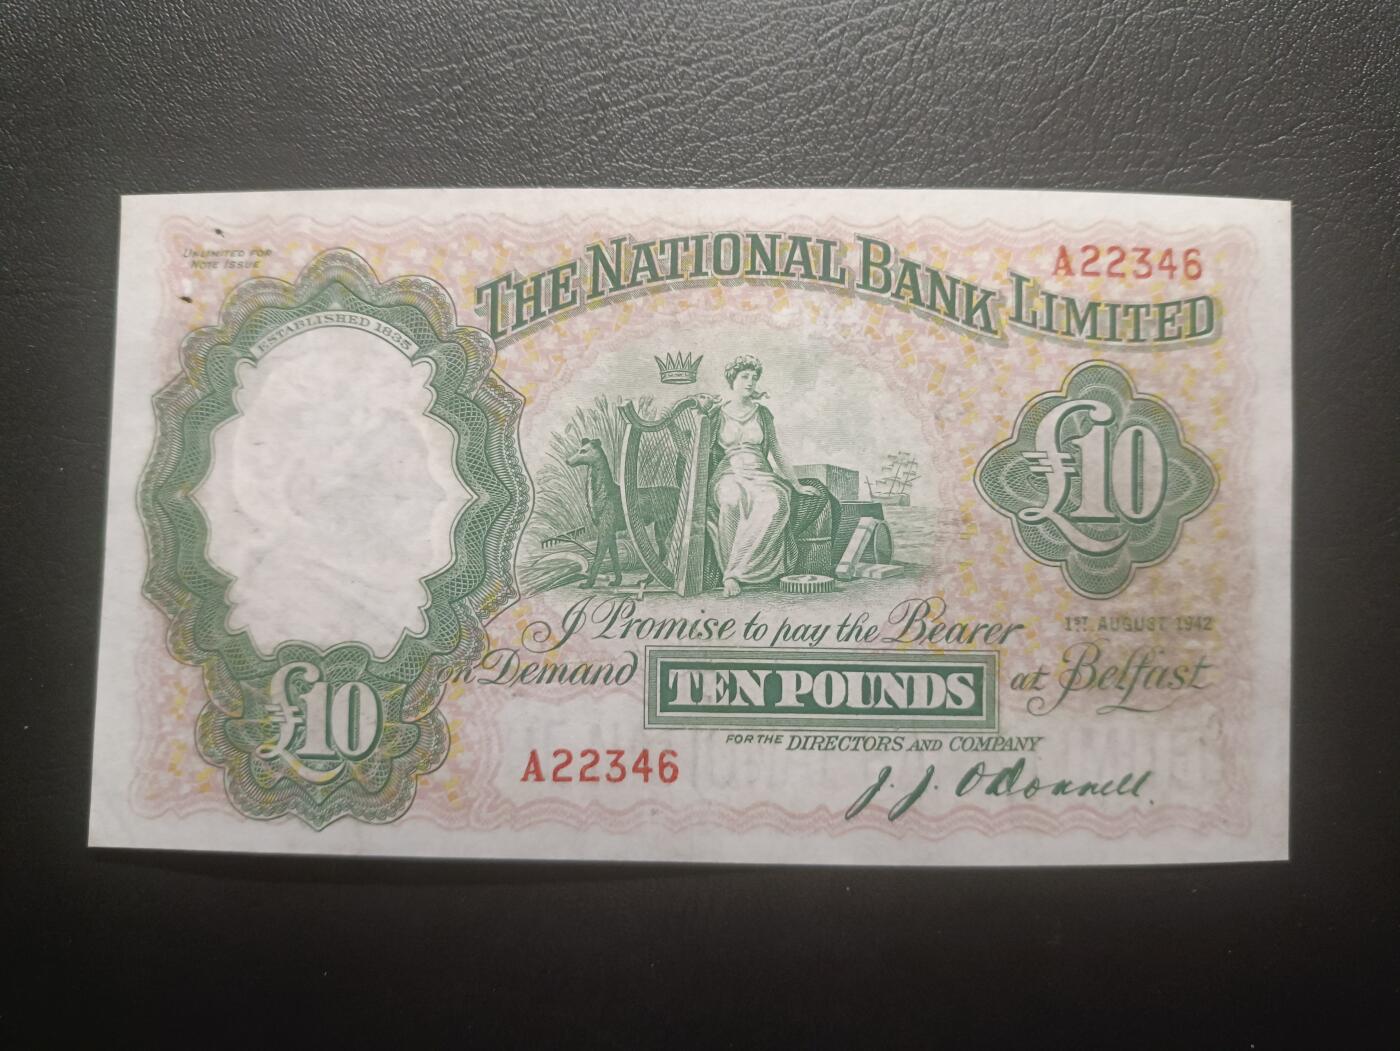 UNLIMITED FOR
NOTE ISSUE
THE NATIONAL BANK LIMITED
A22346
ESTABLISHED 1835
£10
I Promise to pay the Bearer
1ST. AUGUST 1942
on Demand TEN POUNDS at Belfast
£10
FOR THE DIRECTORS AND COMPANY
A22346
J. J. O'Donnell.